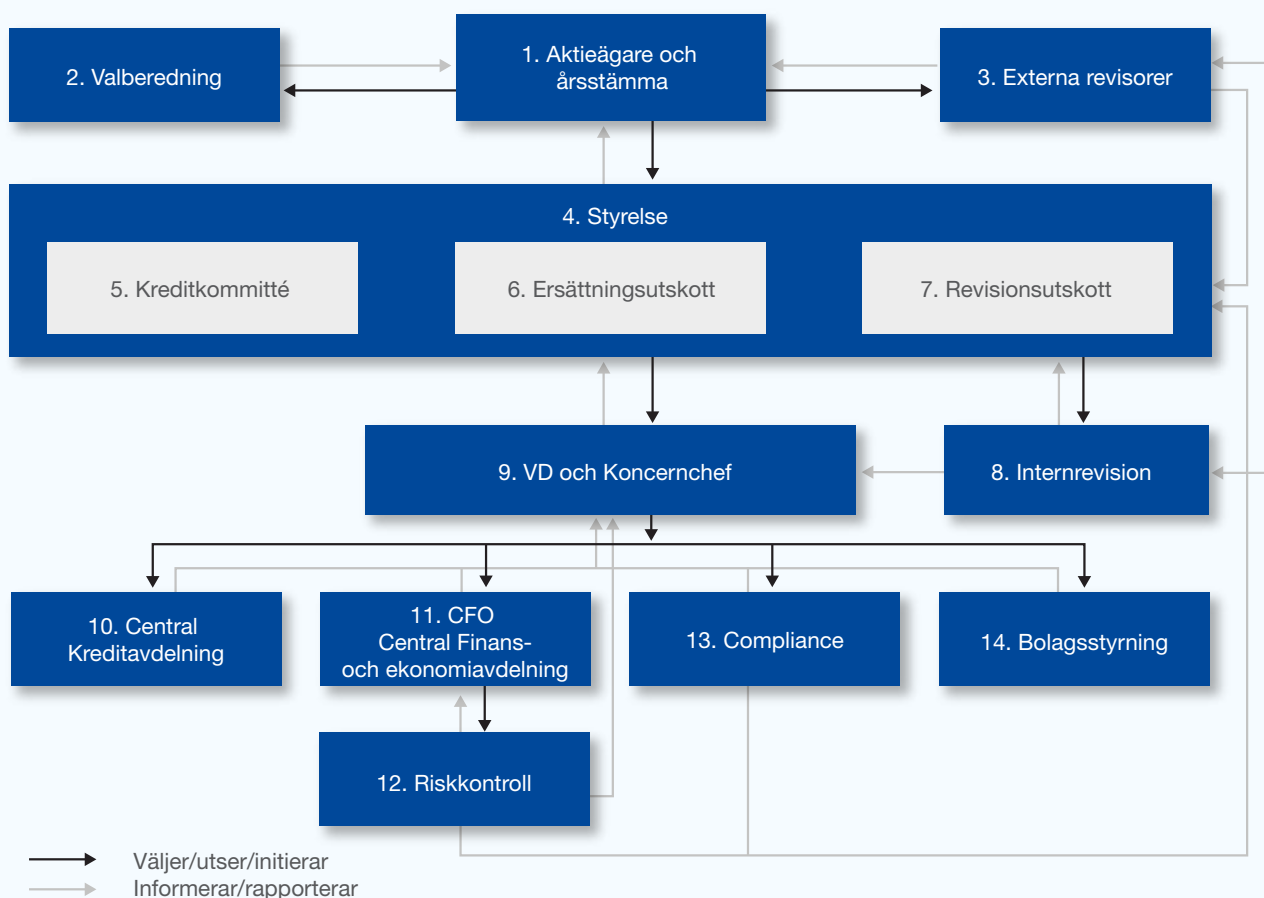 1. Aktieägare och
årsstämma
2. Valberedning
3. Externa revisorer
4. Styrelse
5. Kreditkommitté
6. Ersättningsutskott
7. Revisionsutskott
9. VD och Koncernchef
8. Internrevision
10. Central
Kreditavdelning
11. CFO
Central Finans-
och ekonomiavdelning
13. Compliance
14. Bolagsstyrning
12. Riskkontroll
Väljer/utser/initierar
Informerar/rapporterar